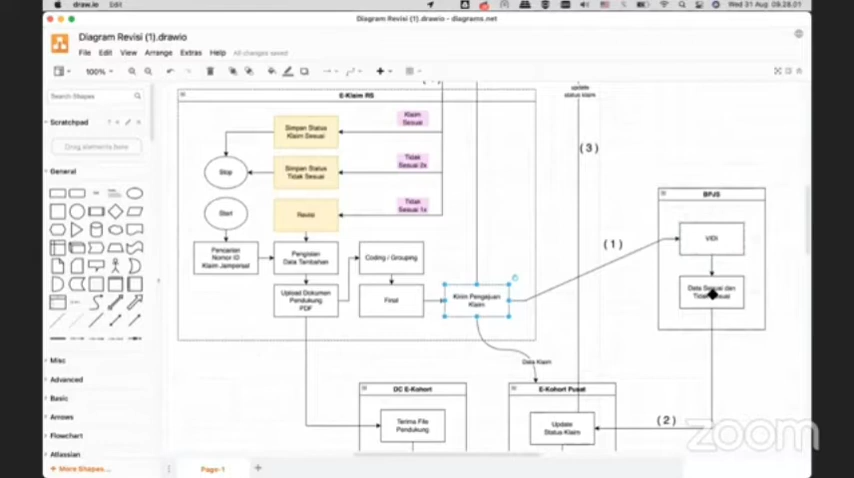 draw.io Edit
Wed 31 Aug 09.28.01
Diagram Revisi (1).drawio - diagrams.net
Diagram Revisi (1).drawio
File Edit View Arrange Extras Help All changes saved
100%
Search Shapes
Scratchpad
Drag elements here
General
Misc
Advanced
Basic
Arrows
Flowchart
Atlassian
+ More Shapes...
Page-1
E-Klaim RS
Simpan Status
Klaim Sesuai
Klaim
Sesuai
Stop
Simpan Status
Tidak Sesuai
Tidak
Sesuai 2x
Start
Revisi
Tidak
Sesuai 1x
Pencarian
Nomor ID
Klaim Jampersal
Pengisian
Data Tambahan
Coding / Grouping
Upload Dokumen
Pendukung
PDF
Final
Kirim Pengajuan
Klaim
update
status klaim
(3)
(1)
BPJS
VIDI
Data Sesuai dan
Data Klaim
DC E-Kohort
Terima File
Pendukung
E-Kohort Pusat
Update
Status Klaim
(2)
zoom